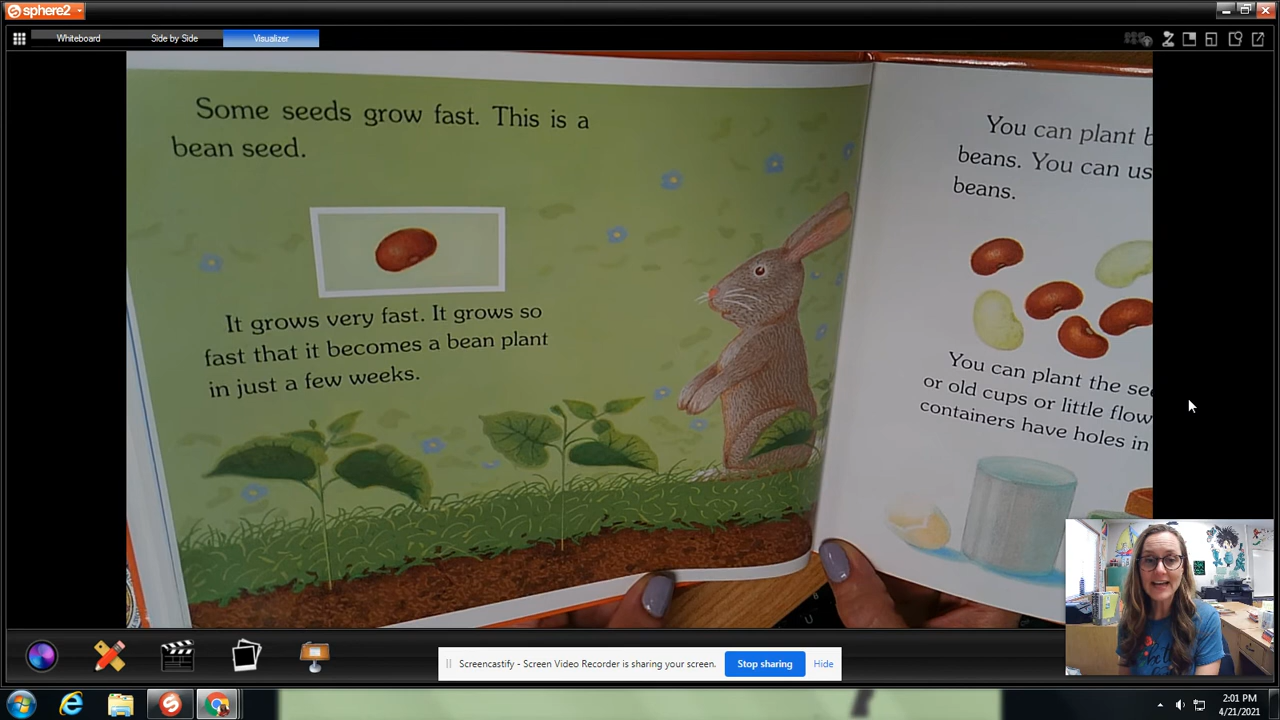 sphere2
Whiteboard
Side by Side
Visualizer
Some seeds grow fast. This is a
bean seed.
It grows very fast. It grows so
fast that it becomes a bean plant
in just a few weeks.
You can plant
beans. You can
beans.
You can plant the
or old cups or little
containers have holes in
Screencastify - Screen Video Recorder is sharing your screen.
Stop sharing
Hide
2:01 PM
4/21/2021